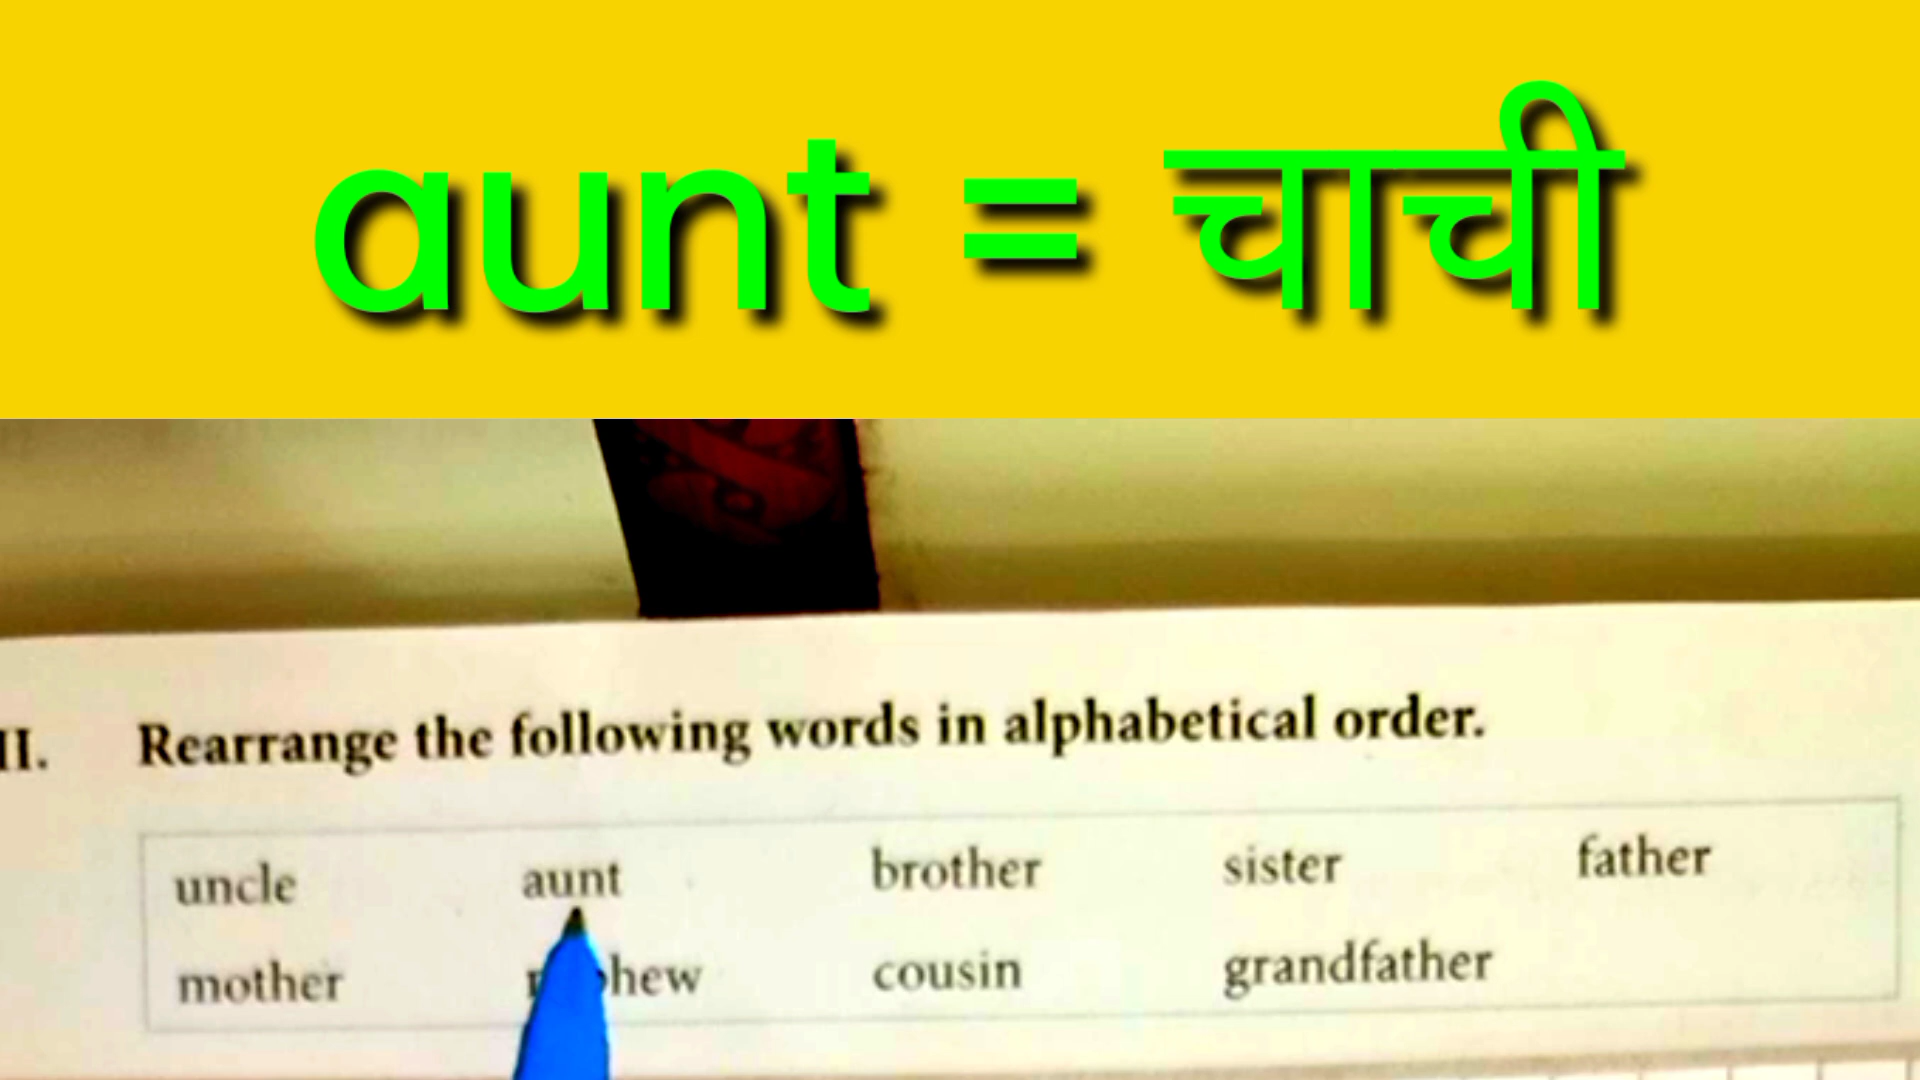 aunt = चाची
II. Rearrange the following words in alphabetical order.
uncle aunt brother sister father
mother cousin grandfather